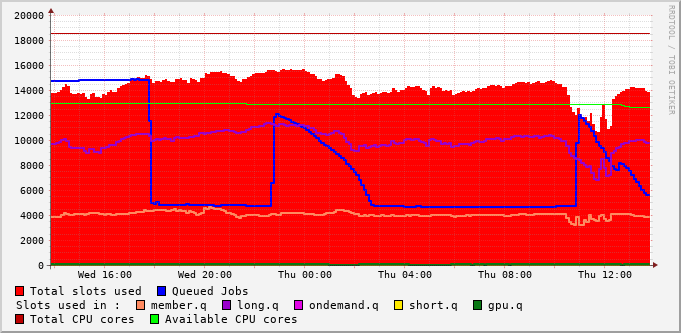 20000
18000
16000
14000
12000
10000
8000
6000
4000
2000
0
Wed 16:00 Wed 20:00 Thu 00:00 Thu 04:00 Thu 08:00 Thu 12:00
RRDTOOL / TOBI OETIKER
Total slots used Queued Jobs
Slots used in : member.q long.q ondemand.q short.q gpu.q
Total CPU cores Available CPU cores